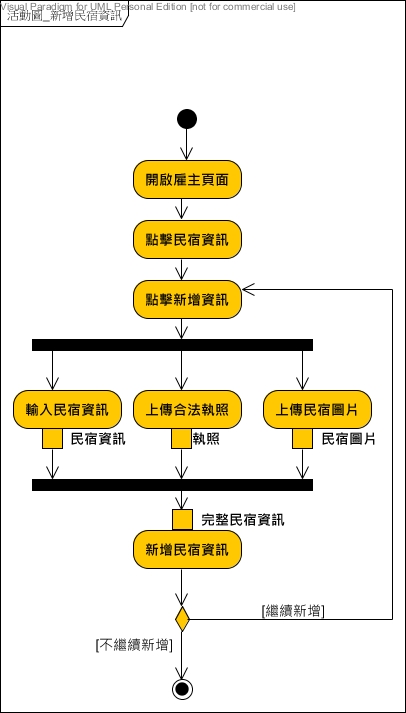 Visual Paradigm for UML Personal Edition [not for commercial use]
活動圖_新增民宿資訊
開啟雇主頁面
點擊民宿資訊
點擊新增資訊
輸入民宿資訊
上傳合法執照
上傳民宿圖片
民宿資訊
執照
民宿圖片
完整民宿資訊
新增民宿資訊
[繼續新增]
[不繼續新增]